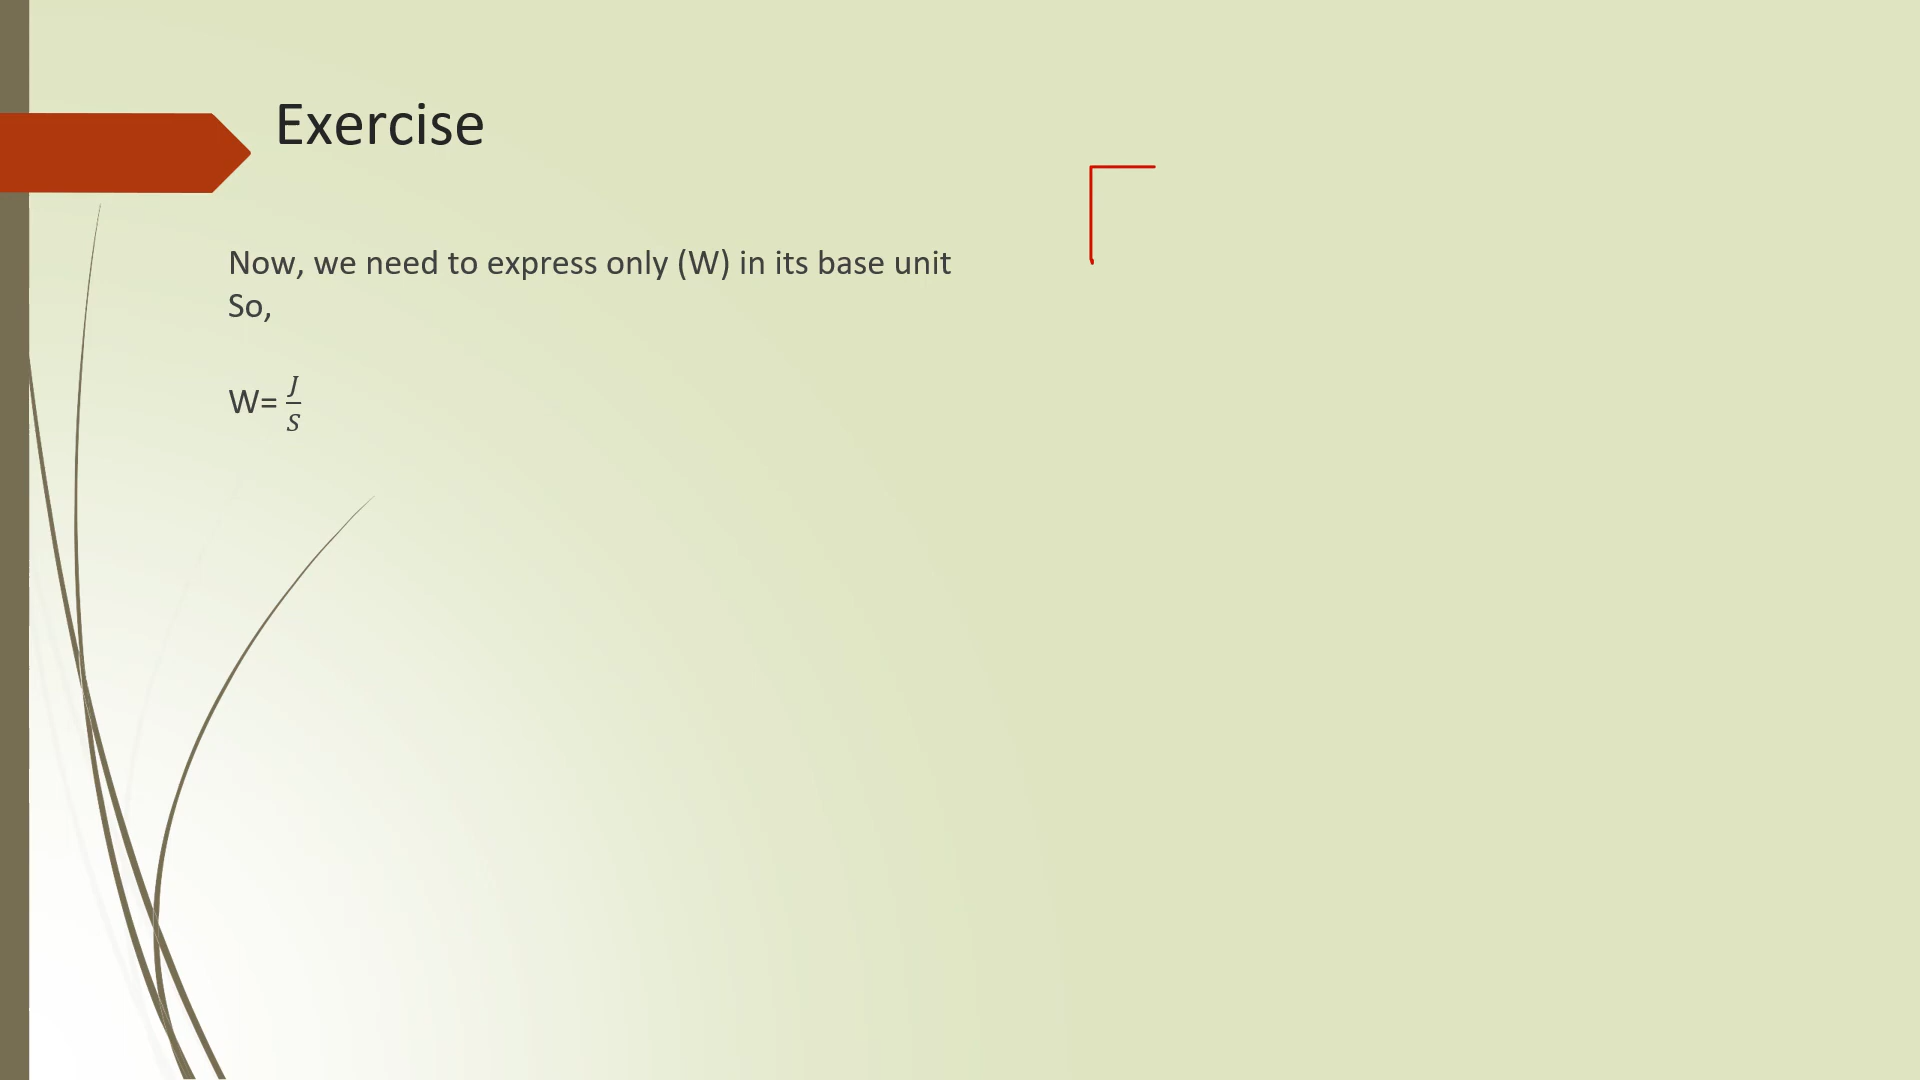 Exercise
Now, we need to express only (W) in its base unit
So,
W= J/S